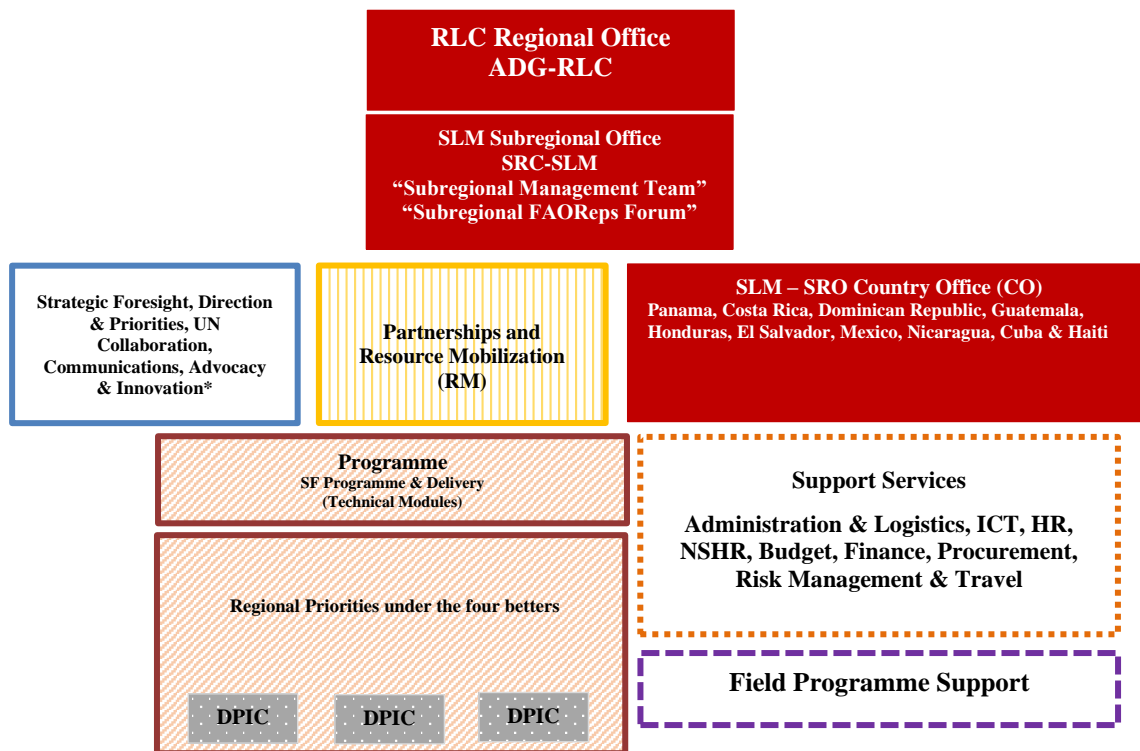 RLC Regional Office
ADG-RLC
SLM Subregional Office
SRC-SLM
“Subregional Management Team”
“Subregional FAOReps Forum”
Strategic Foresight, Direction
& Priorities, UN
Collaboration,
Communications, Advocacy
& Innovation*
Partnerships and
Resource Mobilization
(RM)
SLM – SRO Country Office (CO)
Panama, Costa Rica, Dominican Republic, Guatemala,
Honduras, El Salvador, Mexico, Nicaragua, Cuba & Haiti
Programme
SF Programme & Delivery
(Technical Modules)
Support Services
Administration & Logistics, ICT, HR,
NSHR, Budget, Finance, Procurement,
Risk Management & Travel
Regional Priorities under the four betters
DPIC
DPIC
DPIC
Field Programme Support